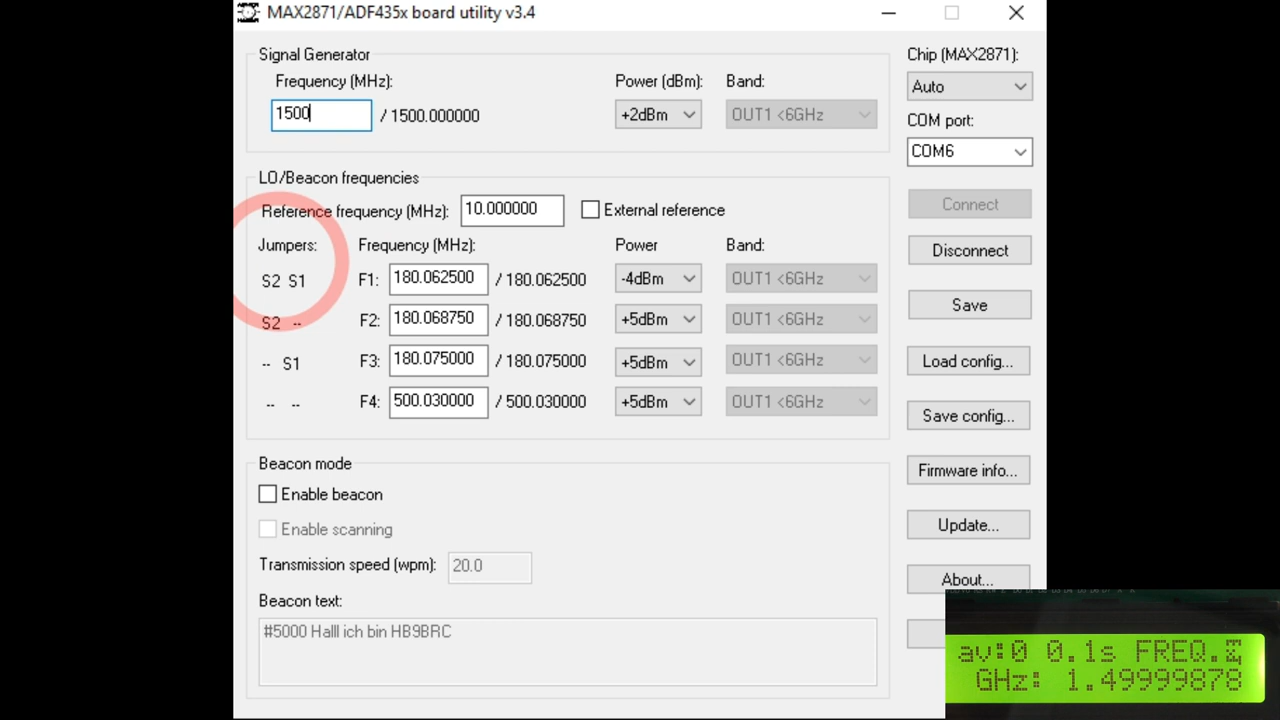 MAX2871/ADF435x board utility v3.4
Signal Generator
Frequency (MHz): Power (dBm): Band:
1500 / 1500.000000 +2dBm OUT1 <6GHz
LO/Beacon frequencies
Reference frequency (MHz): 10.000000 External reference
Jumpers: Frequency (MHz): Power Band:
S2 S1 F1: 180.062500 / 180.062500 -4dBm OUT1 <6GHz
S2 -- F2: 180.068750 / 180.068750 +5dBm OUT1 <6GHz
-- S1 F3: 180.075000 / 180.075000 +5dBm OUT1 <6GHz
-- -- F4: 500.030000 / 500.030000 +5dBm OUT1 <6GHz
Beacon mode
Enable beacon
Enable scanning
Transmission speed (wpm): 20.0
Beacon text:
#5000 Halll ich bin HB9BRC
Chip (MAX2871):
Auto
COM port:
COM6
Connect
Disconnect
Save
Load config...
Save config...
Firmware info...
Update...
About...
av:0 0.1s FREQ.
GHz: 1.49999878